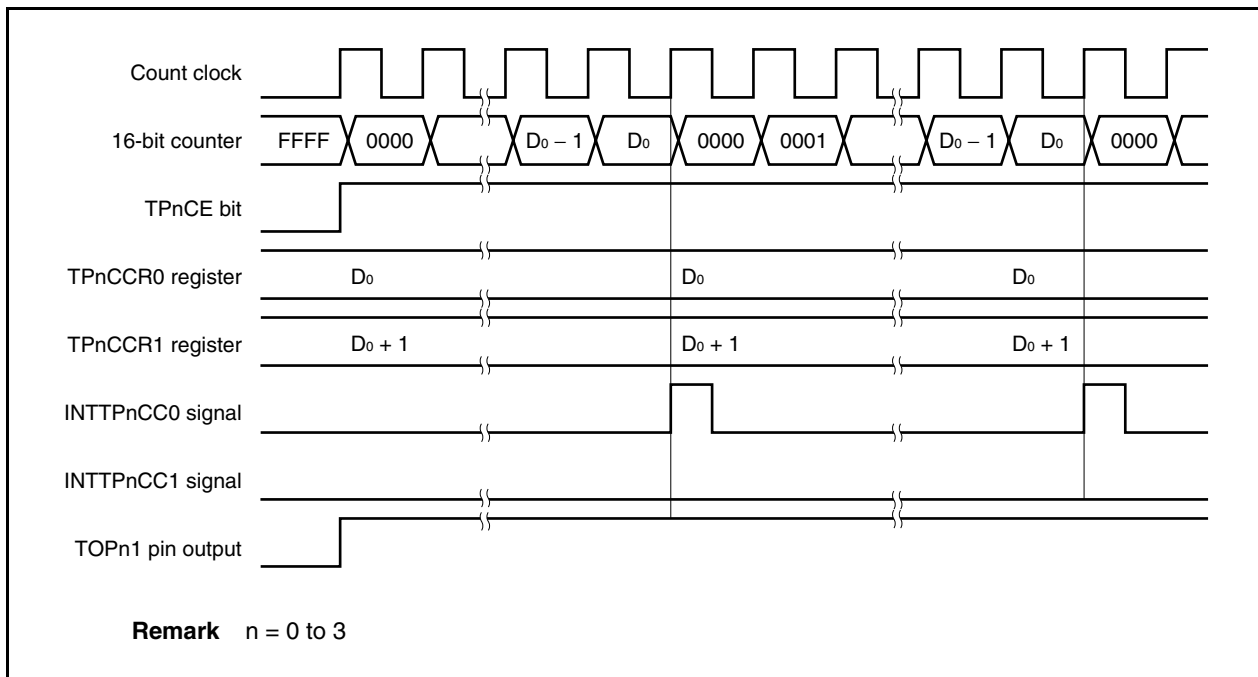 Count clock
16-bit counter FFFF 0000 D₀ − 1 D₀ 0000 0001 D₀ − 1 D₀ 0000
TPnCE bit
TPnCCR0 register D₀ D₀ D₀
TPnCCR1 register D₀ + 1 D₀ + 1 D₀ + 1
INTTPnCC0 signal
INTTPnCC1 signal
TOPn1 pin output
Remark n = 0 to 3